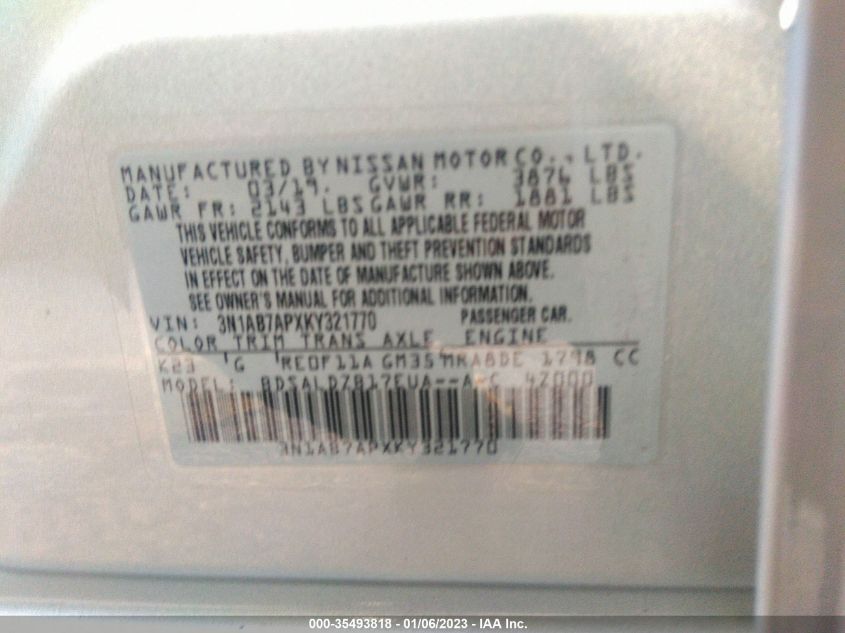 MANUFACTURED BY NISSAN MOTOR CO., LTD.
DATE: 03/19. GVWR: 3876 LBS
GAWR FR: 2143 LBS GAWR RR: 1881 LBS
THIS VEHICLE CONFORMS TO ALL APPLICABLE FEDERAL MOTOR
VEHICLE SAFETY, BUMPER AND THEFT PREVENTION STANDARDS
IN EFFECT ON THE DATE OF MANUFACTURE SHOWN ABOVE.
SEE OWNER'S MANUAL FOR ADDITIONAL INFORMATION.
VIN: 3N1AB7APXKY321770 PASSENGER CAR.
COLOR TRIM TRANS AXLE ENGINE
K23 G RE0F11A GM35 MRA8DE 1798 CC
MODEL: BDSALDZB17EUA--A-C 4Z000
3N1AB7APXKY321770
000-35493818 - 01/06/2023 - IAA Inc.